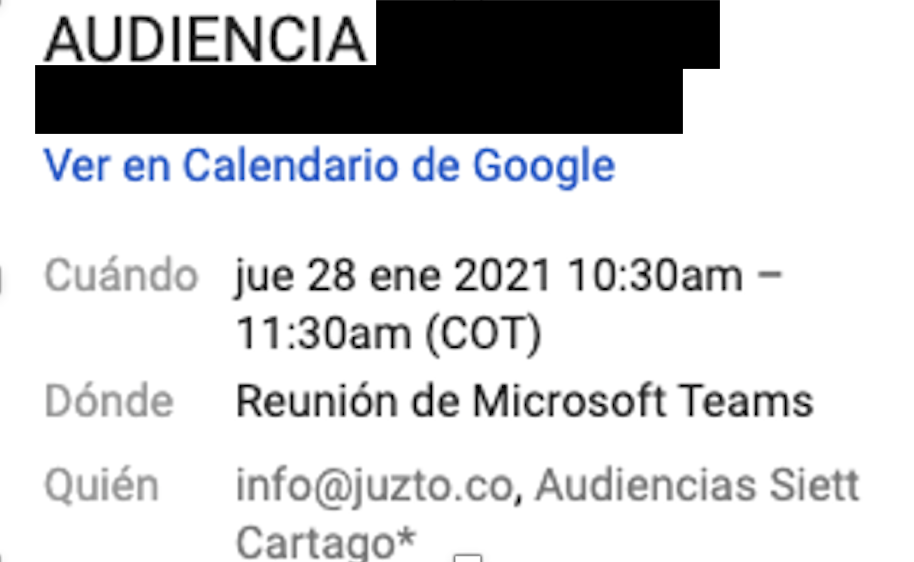 AUDIENCIA
Ver en Calendario de Google
Cuándo jue 28 ene 2021 10:30am –
11:30am (COT)
Dónde Reunión de Microsoft Teams
Quién info@juzto.co, Audiencias Siett
Cartago*